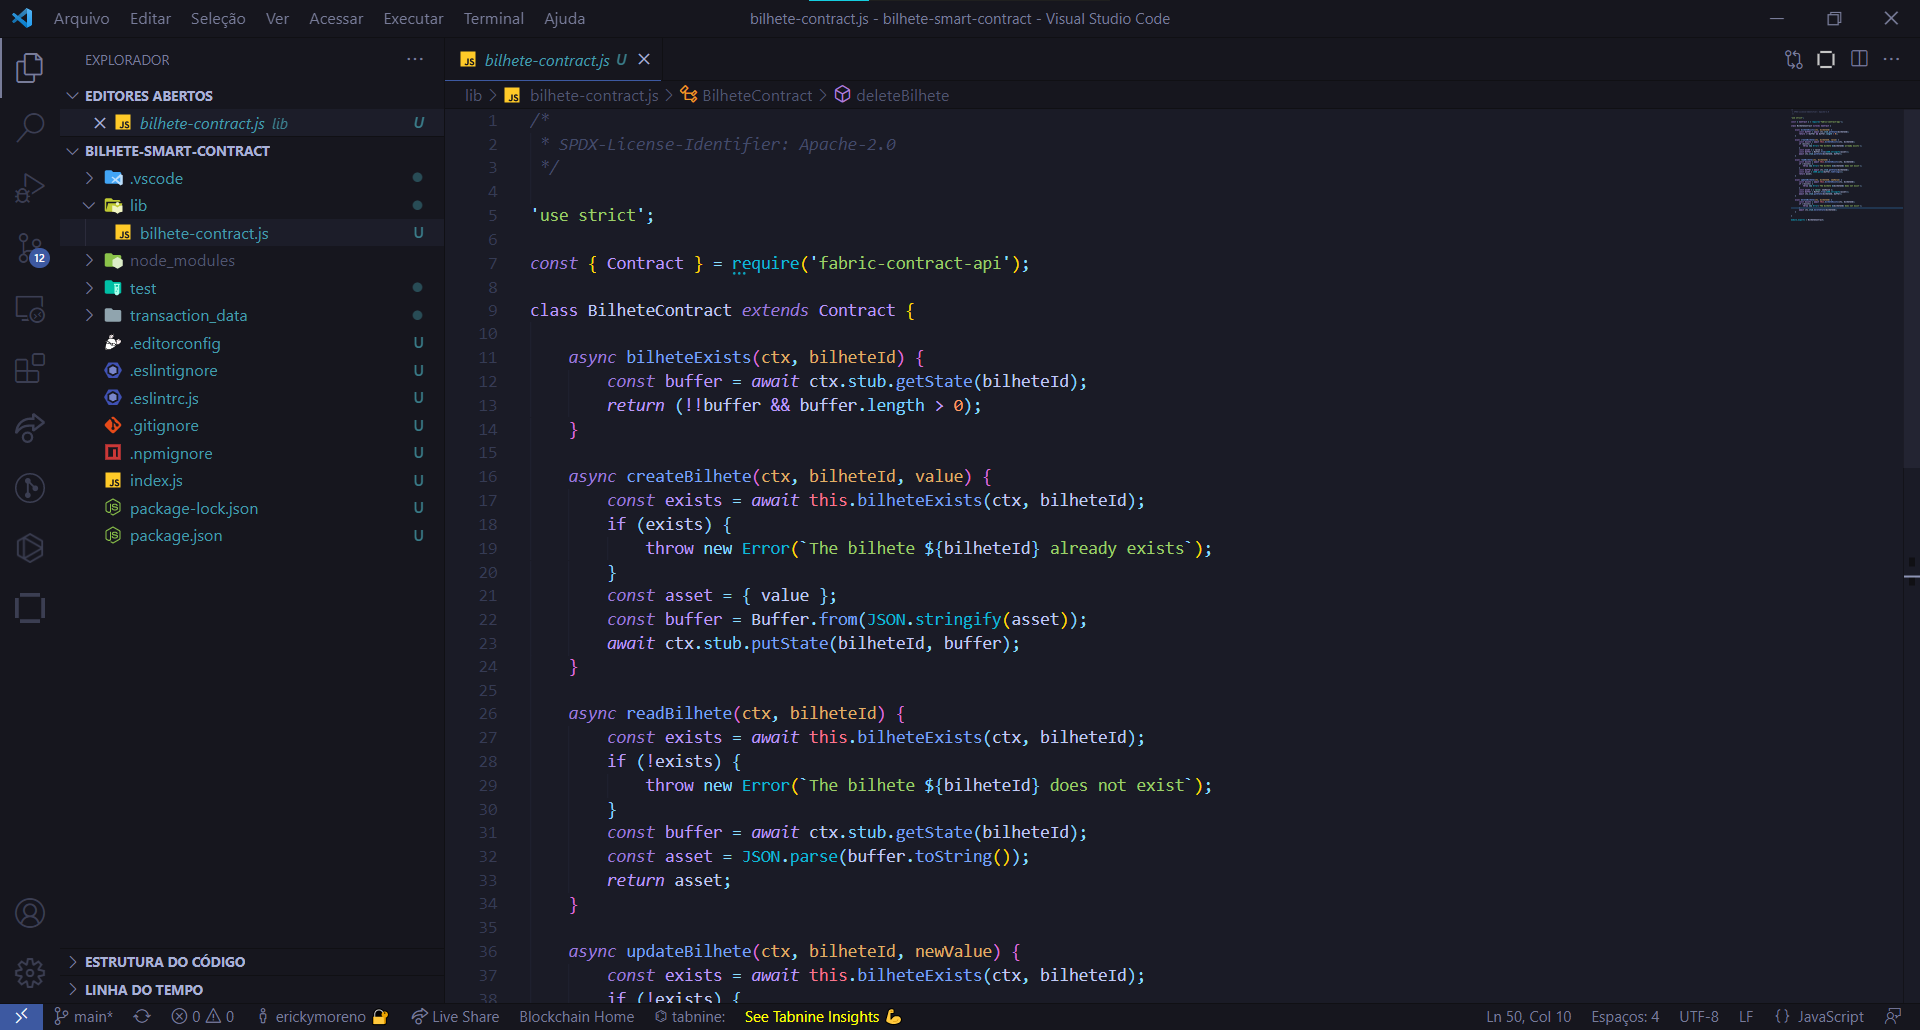 Arquivo Editar Seleção Ver Acessar Executar Terminal Ajuda
bilhete-contract.js - bilhete-smart-contract - Visual Studio Code
EXPLORADOR
EDITORES ABERTOS
JS bilhete-contract.js lib U
BILHETE-SMART-CONTRACT
.vscode
lib
JS bilhete-contract.js U
node_modules
test
transaction_data
.editorconfig U
.eslintignore U
.eslintrc.js U
.gitignore U
.npmignore U
JS index.js U
package-lock.json U
package.json U
12
ESTRUTURA DO CÓDIGO
LINHA DO TEMPO
JS bilhete-contract.js U
lib > JS bilhete-contract.js > BilheteContract > deleteBilhete
1 /*
2 * SPDX-License-Identifier: Apache-2.0
3 */
4
5 'use strict';
6
7 const { Contract } = require('fabric-contract-api');
8
9 class BilheteContract extends Contract {
10
11 async bilheteExists(ctx, bilheteId) {
12 const buffer = await ctx.stub.getState(bilheteId);
13 return (!!buffer && buffer.length > 0);
14 }
15
16 async createBilhete(ctx, bilheteId, value) {
17 const exists = await this.bilheteExists(ctx, bilheteId);
18 if (exists) {
19 throw new Error(`The bilhete ${bilheteId} already exists`);
20 }
21 const asset = { value };
22 const buffer = Buffer.from(JSON.stringify(asset));
23 await ctx.stub.putState(bilheteId, buffer);
24 }
25
26 async readBilhete(ctx, bilheteId) {
27 const exists = await this.bilheteExists(ctx, bilheteId);
28 if (!exists) {
29 throw new Error(`The bilhete ${bilheteId} does not exist`);
30 }
31 const buffer = await ctx.stub.getState(bilheteId);
32 const asset = JSON.parse(buffer.toString());
33 return asset;
34 }
35
36 async updateBilhete(ctx, bilheteId, newValue) {
37 const exists = await this.bilheteExists(ctx, bilheteId);
38 if (!exists) {
main* 0 0 erickymoreno Live Share Blockchain Home tabnine: See Tabnine Insights Ln 50, Col 10 Espaços: 4 UTF-8 LF {} JavaScript